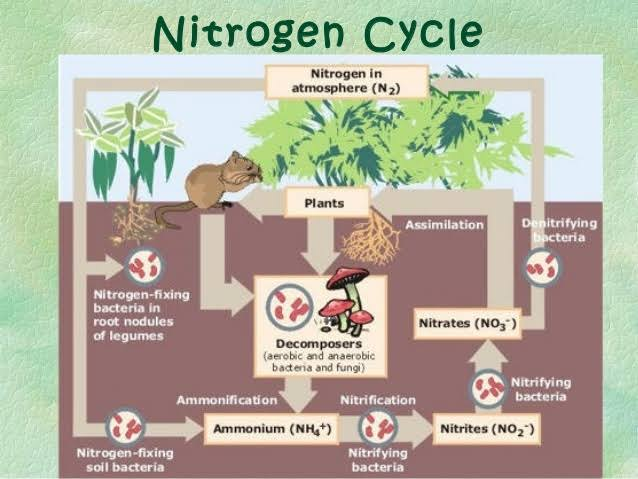 Nitrogen Cycle
Nitrogen in
atmosphere (N₂)
Plants
Assimilation
Denitrifying
bacteria
Nitrogen-fixing
bacteria in
root nodules
of legumes
Decomposers
(aerobic and anaerobic
bacteria and fungi)
Nitrates (NO₃⁻)
Nitrifying
bacteria
Ammonification
Nitrification
Ammonium (NH₄⁺)
Nitrites (NO₂⁻)
Nitrogen-fixing
soil bacteria
Nitrifying
bacteria